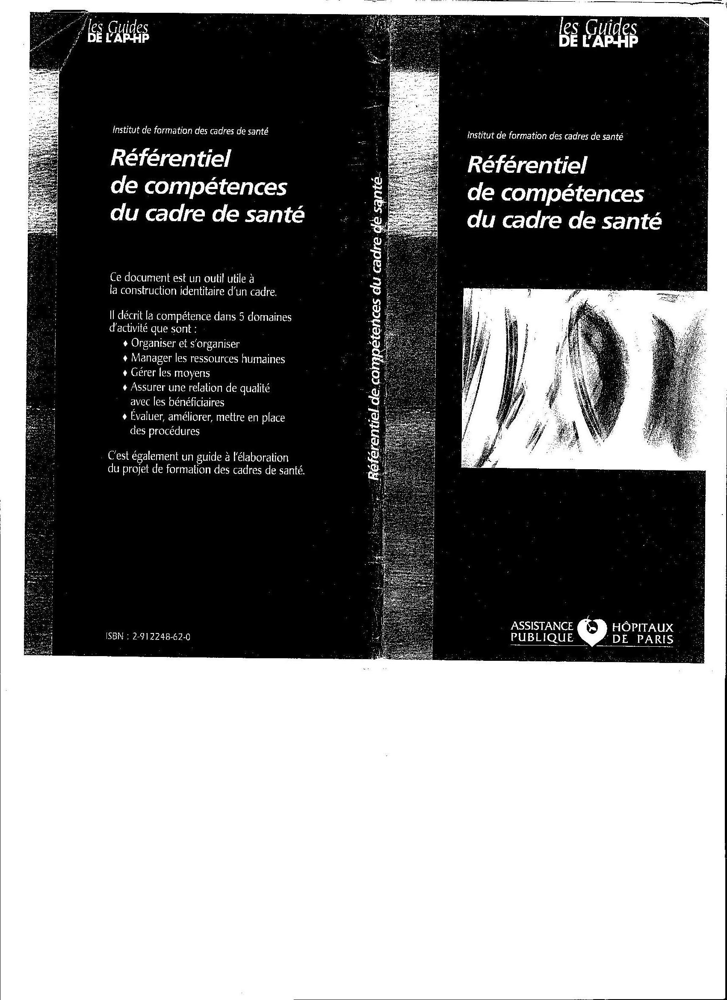 les Guides
DE L'AP-HP
Institut de formation des cadres de santé
Référentiel
de compétences
du cadre de santé
Ce document est un outil utile à
la construction identitaire d'un cadre.
Il décrit la compétence dans 5 domaines
d'activité que sont :
♦ Organiser et s'organiser
♦ Manager les ressources humaines
♦ Gérer les moyens
♦ Assurer une relation de qualité
avec les bénéficiaires
♦ Évaluer, améliorer, mettre en place
des procédures
C'est également un guide à l'élaboration
du projet de formation des cadres de santé.
ISBN : 2-912248-62-0
Référentiel de compétences du cadre de santé
les Guides
DE L'AP-HP
Institut de formation des cadres de santé
Référentiel
de compétences
du cadre de santé
ASSISTANCE HÔPITAUX
PUBLIQUE DE PARIS